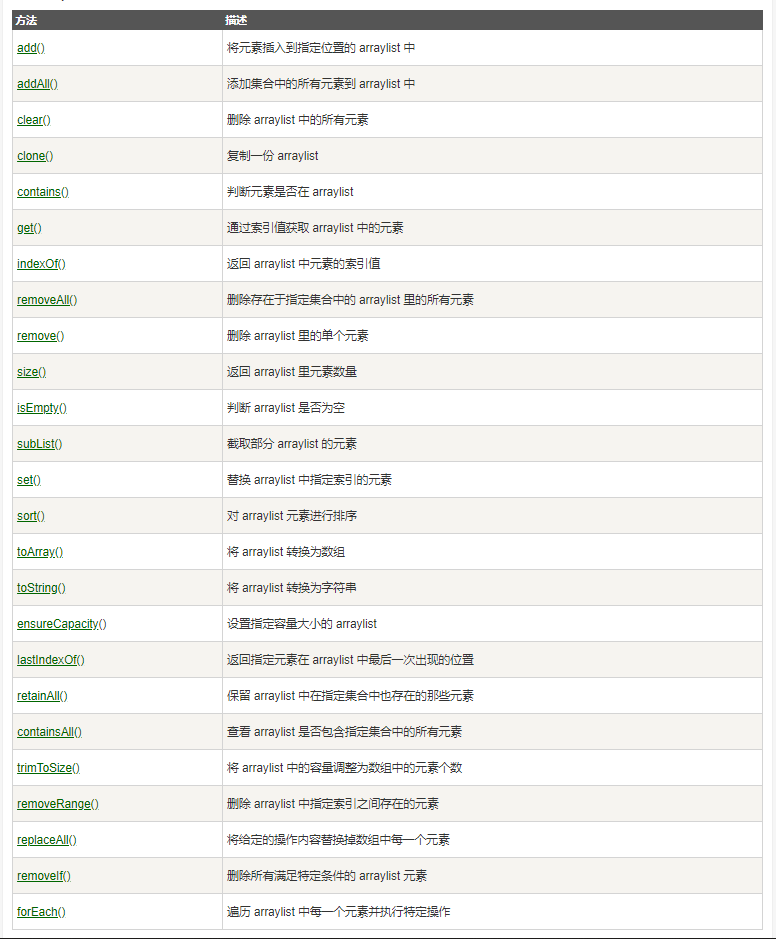 方法 描述
add() 将元素插入到指定位置的 arraylist 中
addAll() 添加集合中的所有元素到 arraylist 中
clear() 删除 arraylist 中的所有元素
clone() 复制一份 arraylist
contains() 判断元素是否在 arraylist
get() 通过索引值获取 arraylist 中的元素
indexOf() 返回 arraylist 中元素的索引值
removeAll() 删除存在于指定集合中的 arraylist 里的所有元素
remove() 删除 arraylist 里的单个元素
size() 返回 arraylist 里元素数量
isEmpty() 判断 arraylist 是否为空
subList() 截取部分 arraylist 的元素
set() 替换 arraylist 中指定索引的元素
sort() 对 arraylist 元素进行排序
toArray() 将 arraylist 转换为数组
toString() 将 arraylist 转换为字符串
ensureCapacity() 设置指定容量大小的 arraylist
lastIndexOf() 返回指定元素在 arraylist 中最后一次出现的位置
retainAll() 保留 arraylist 中在指定集合中也存在的那些元素
containsAll() 查看 arraylist 是否包含指定集合中的所有元素
trimToSize() 将 arraylist 中的容量调整为数组中的元素个数
removeRange() 删除 arraylist 中指定索引之间存在的元素
replaceAll() 将给定的操作内容替换掉数组中每一个元素
removeIf() 删除所有满足特定条件的 arraylist 元素
forEach() 遍历 arraylist 中每一个元素并执行特定操作